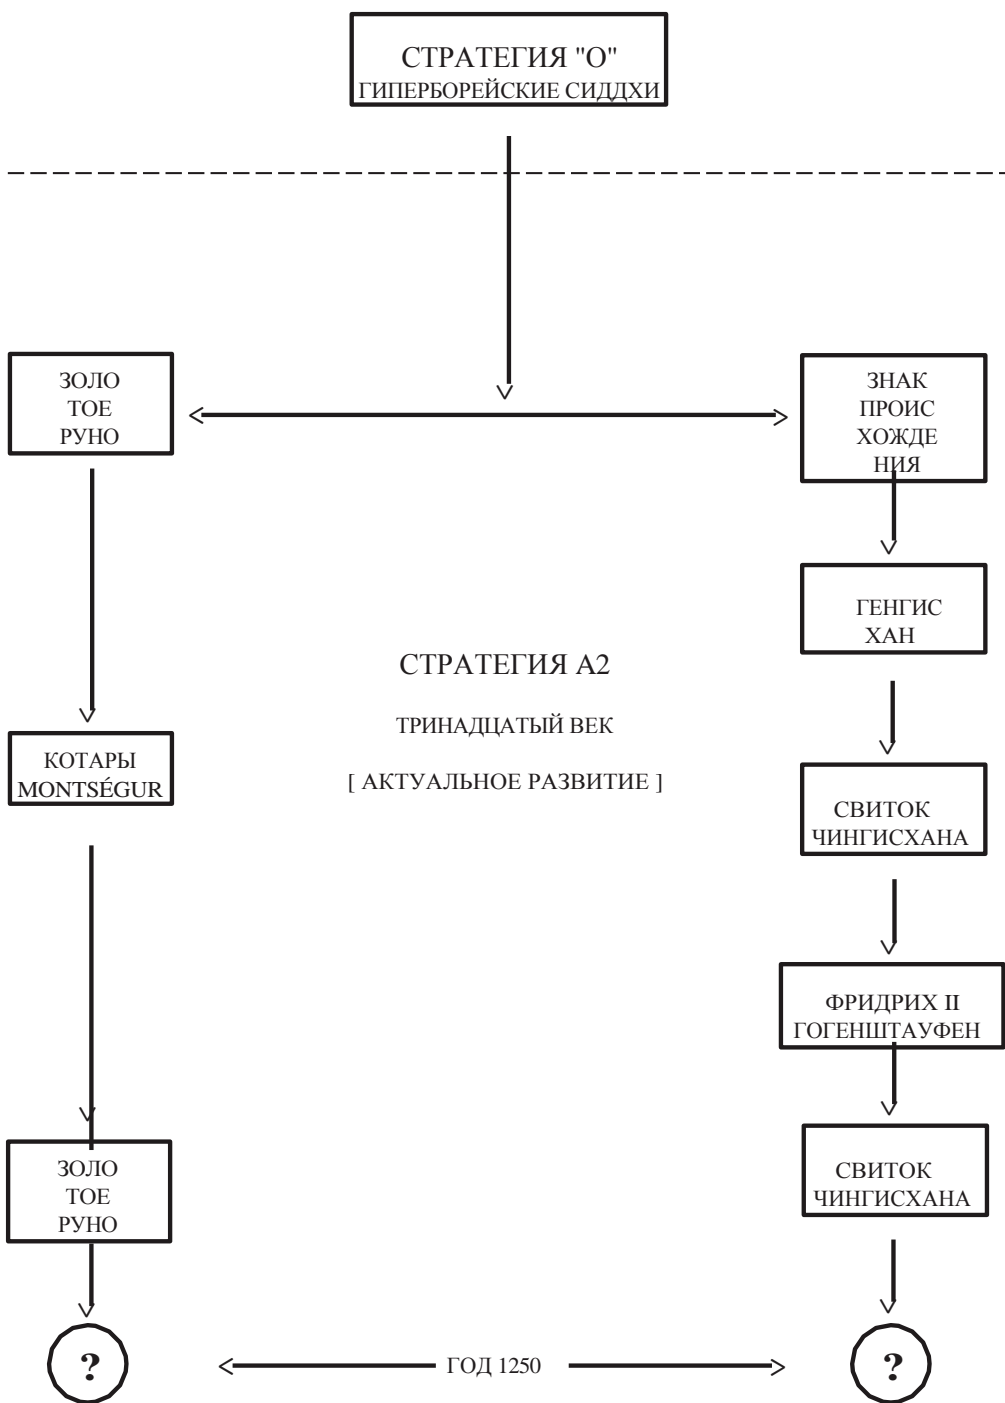 СТРАТЕГИЯ "О"
ГИПЕРБОРЕЙСКИЕ СИДДХИ
ЗОЛО
ТОЕ
РУНО
ЗНАК
ПРОИС
ХОЖДЕ
НИЯ
ГЕНГИС
ХАН
СТРАТЕГИЯ А2
ТРИНАДЦАТЫЙ ВЕК
[ АКТУАЛЬНОЕ РАЗВИТИЕ ]
КОТАРЫ
MONTSÉGUR
СВИТОК
ЧИНГИСХАНА
ФРИДРИХ II
ГОГЕНШТАУФЕН
ЗОЛО
ТОЕ
РУНО
СВИТОК
ЧИНГИСХАНА
?
ГОД 1250
?